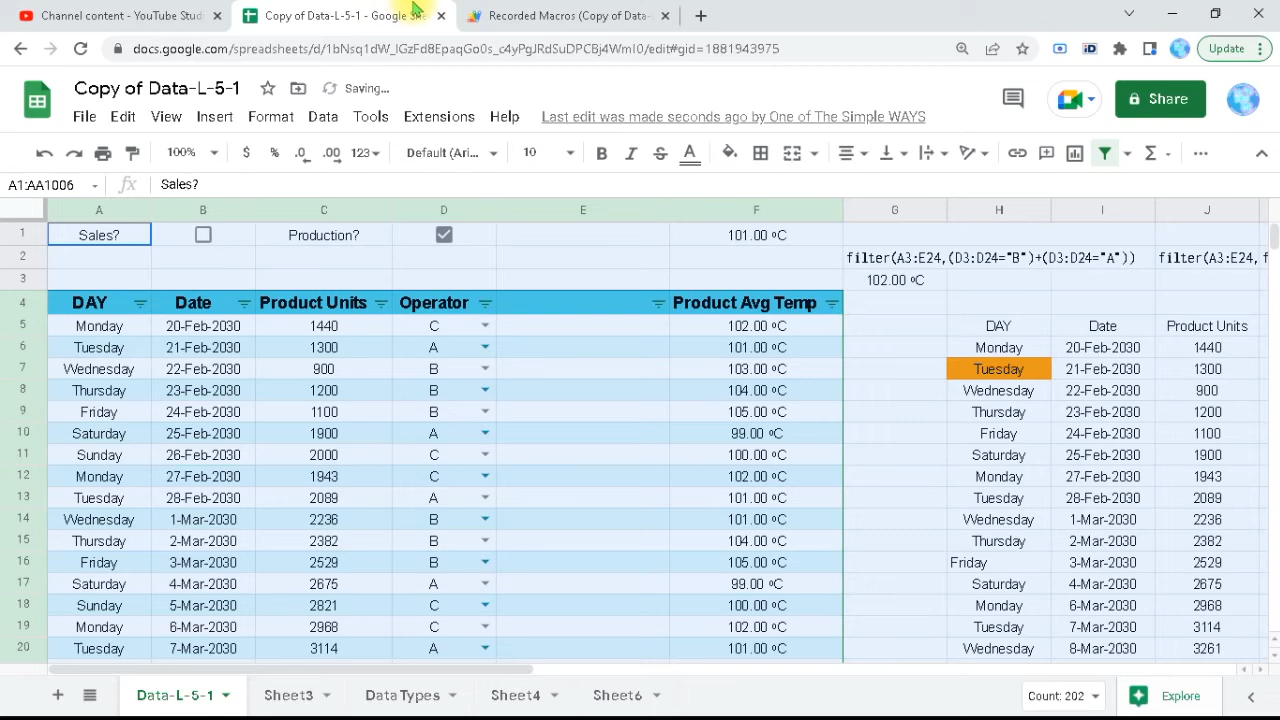 Channel content - YouTube Studi
Copy of Data-L-5-1 - Google She
Recorded Macros (Copy of Data-
docs.google.com/spreadsheets/d/1bNsq1dW_IGzFd8EpaqGo0s_c4yPgJRdSuDPCBj4WmI0/edit#gid=1881943975
Update
Copy of Data-L-5-1
Saving...
File Edit View Insert Format Data Tools Extensions Help Last edit was made seconds ago by One of The Simple WAYS
Share
100% $ % .0 .00 123 Default (Ari... 10 B I S A
A1:AA1006 fx Sales?
A B C D E F G H I J
1 Sales? Production? 101.00 ºC
2 filter(A3:E24,(D3:D24="B")+(D3:D24="A")) filter(A3:E24, f
3 102.00 ºC
4 DAY Date Product Units Operator Product Avg Temp
5 Monday 20-Feb-2030 1440 C 102.00 ºC DAY Date Product Units
6 Tuesday 21-Feb-2030 1300 A 101.00 ºC Monday 20-Feb-2030 1440
7 Wednesday 22-Feb-2030 900 B 103.00 ºC Tuesday 21-Feb-2030 1300
8 Thursday 23-Feb-2030 1200 B 104.00 ºC Wednesday 22-Feb-2030 900
9 Friday 24-Feb-2030 1100 B 105.00 ºC Thursday 23-Feb-2030 1200
10 Saturday 25-Feb-2030 1900 A 99.00 ºC Friday 24-Feb-2030 1100
11 Sunday 26-Feb-2030 2000 C 100.00 ºC Saturday 25-Feb-2030 1900
12 Monday 27-Feb-2030 1943 C 102.00 ºC Monday 27-Feb-2030 1943
13 Tuesday 28-Feb-2030 2089 A 101.00 ºC Tuesday 28-Feb-2030 2089
14 Wednesday 1-Mar-2030 2236 B 101.00 ºC Wednesday 1-Mar-2030 2236
15 Thursday 2-Mar-2030 2382 B 104.00 ºC Thursday 2-Mar-2030 2382
16 Friday 3-Mar-2030 2529 B 105.00 ºC Friday 3-Mar-2030 2529
17 Saturday 4-Mar-2030 2675 A 99.00 ºC Saturday 4-Mar-2030 2675
18 Sunday 5-Mar-2030 2821 C 100.00 ºC Monday 6-Mar-2030 2968
19 Monday 6-Mar-2030 2968 C 102.00 ºC Tuesday 7-Mar-2030 3114
20 Tuesday 7-Mar-2030 3114 A 101.00 ºC Wednesday 8-Mar-2030 3261
Data-L-5-1 Sheet3 Data Types Sheet4 Sheet6 Count: 202 Explore